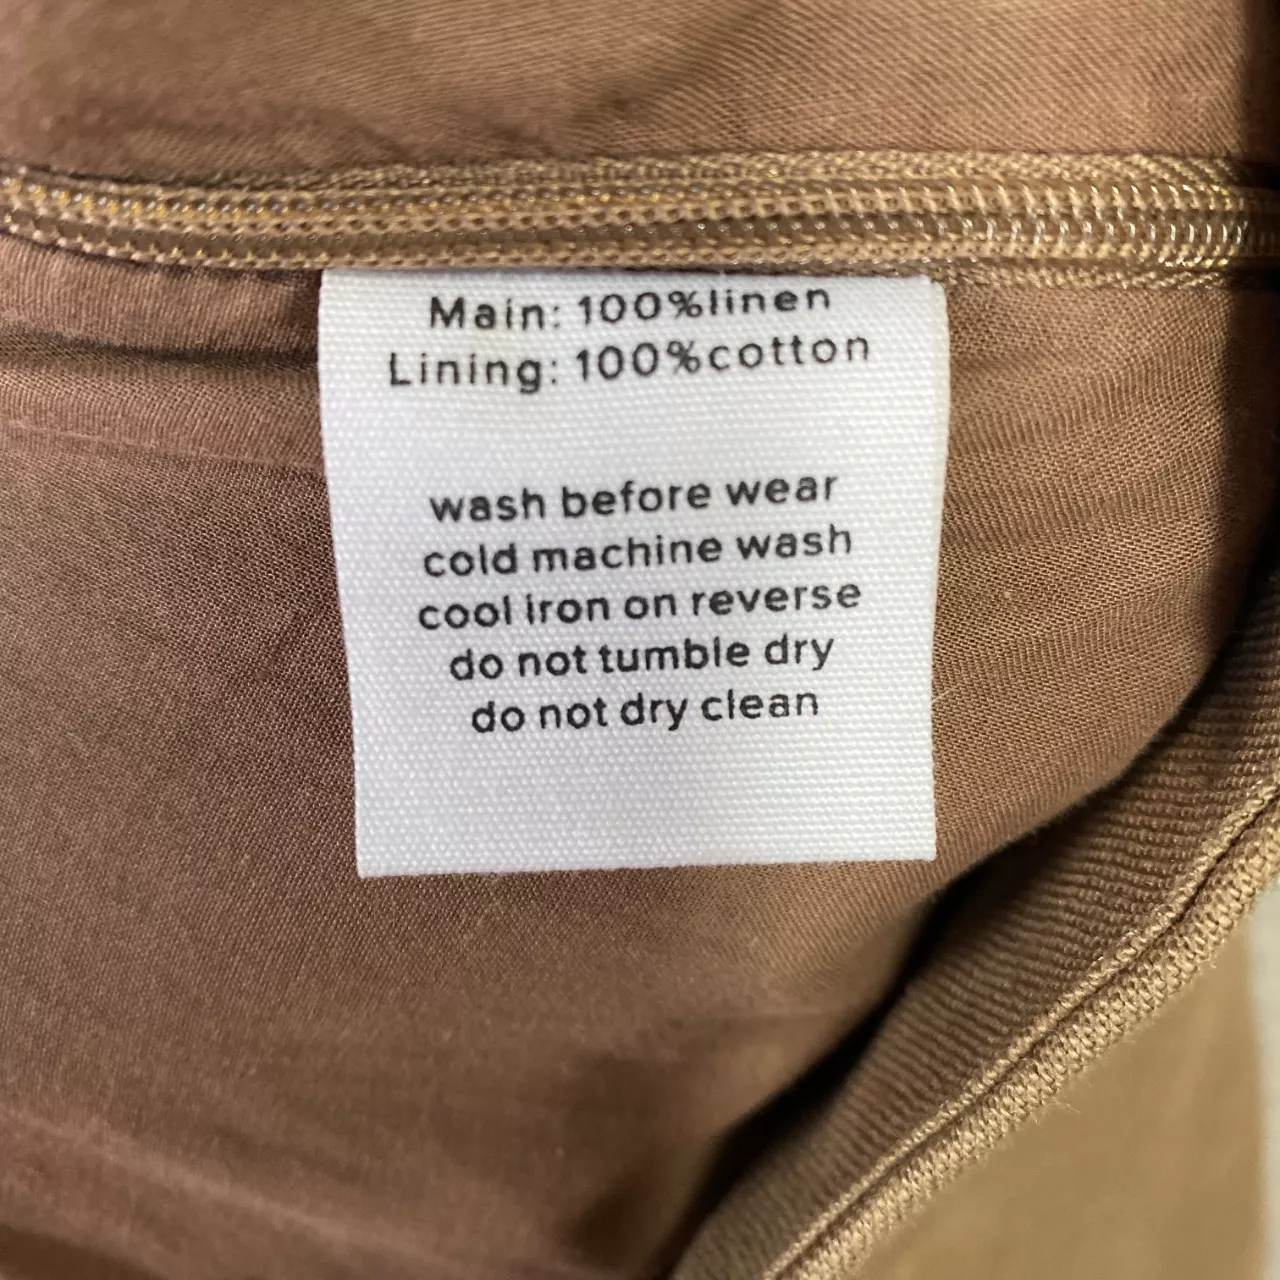 Main: 100%linen
Lining: 100%cotton
wash before wear
cold machine wash
cool iron on reverse
do not tumble dry
do not dry clean